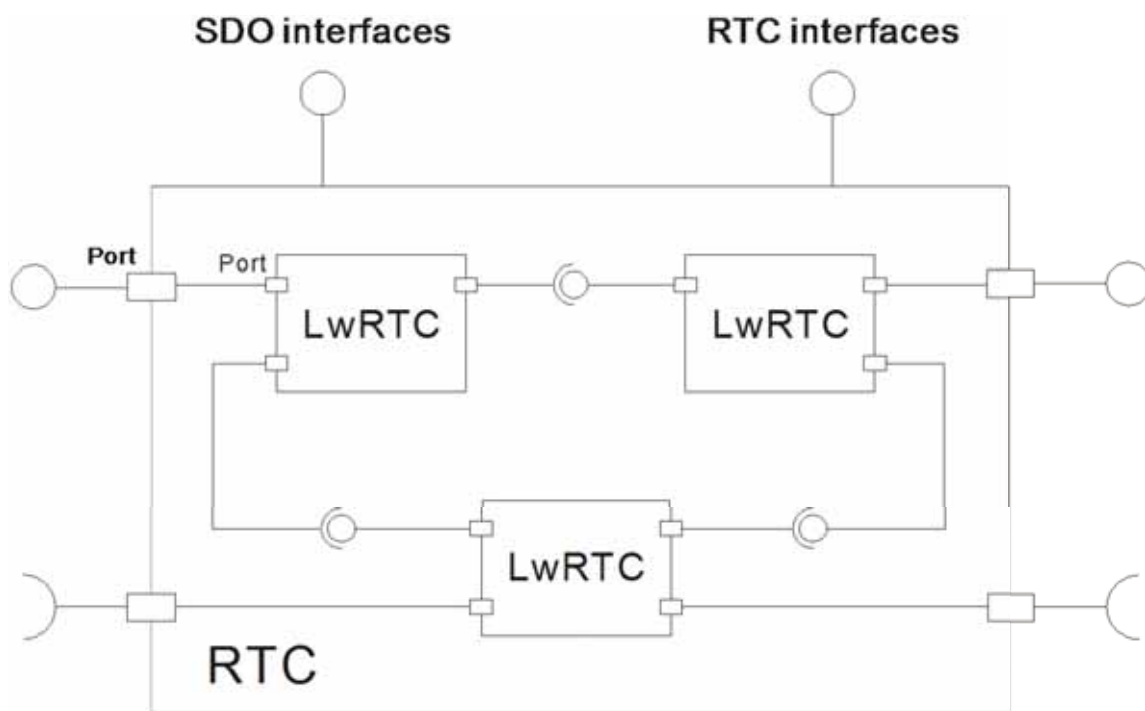 SDO interfaces
RTC interfaces
Port
Port
LwRTC
LwRTC
LwRTC
RTC